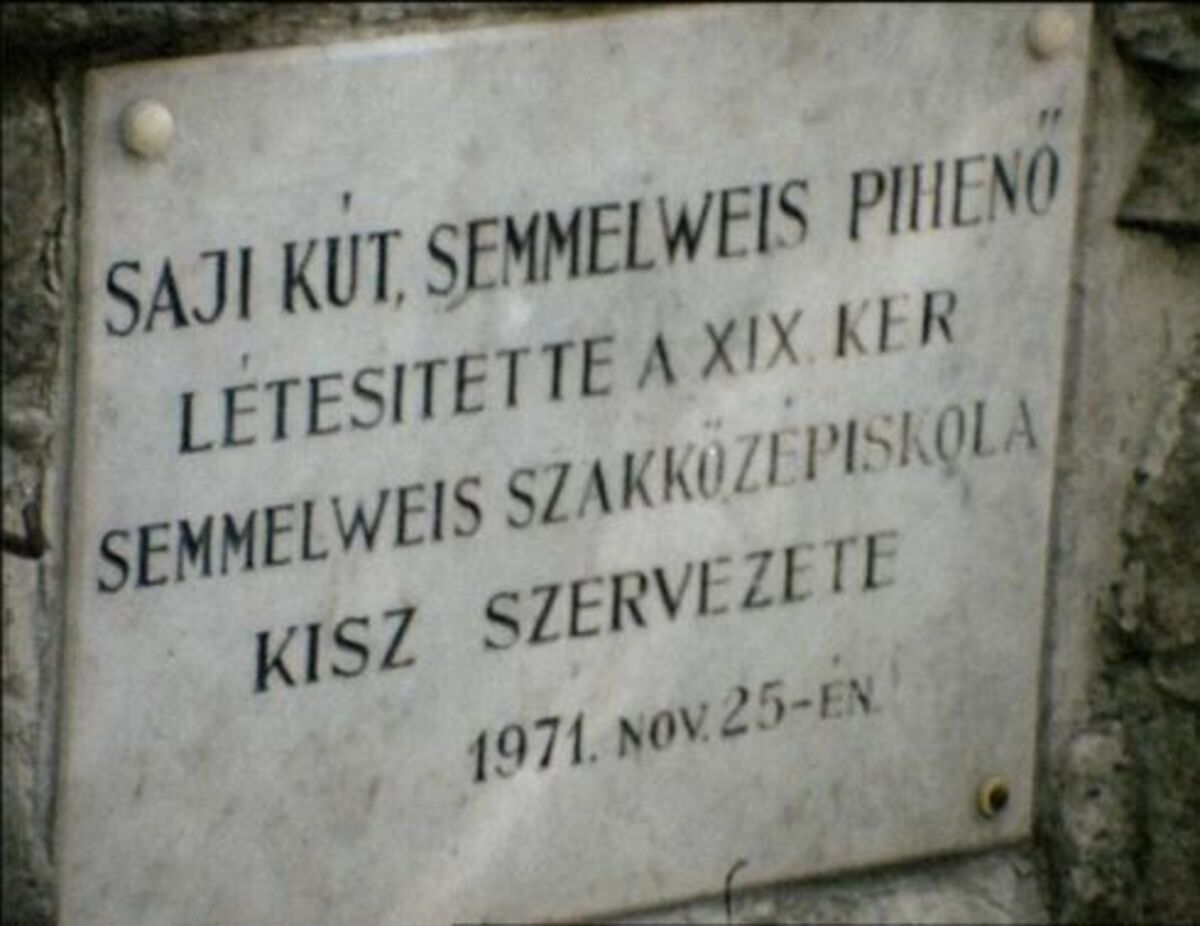 SAJI KÚT, SEMMELWEIS PIHENŐ
LÉTESITETTE A XIX. KER
SEMMELWEIS SZAKKÖZÉPISKOLA
KISZ SZERVEZETE
1971. NOV. 25-ÉN.